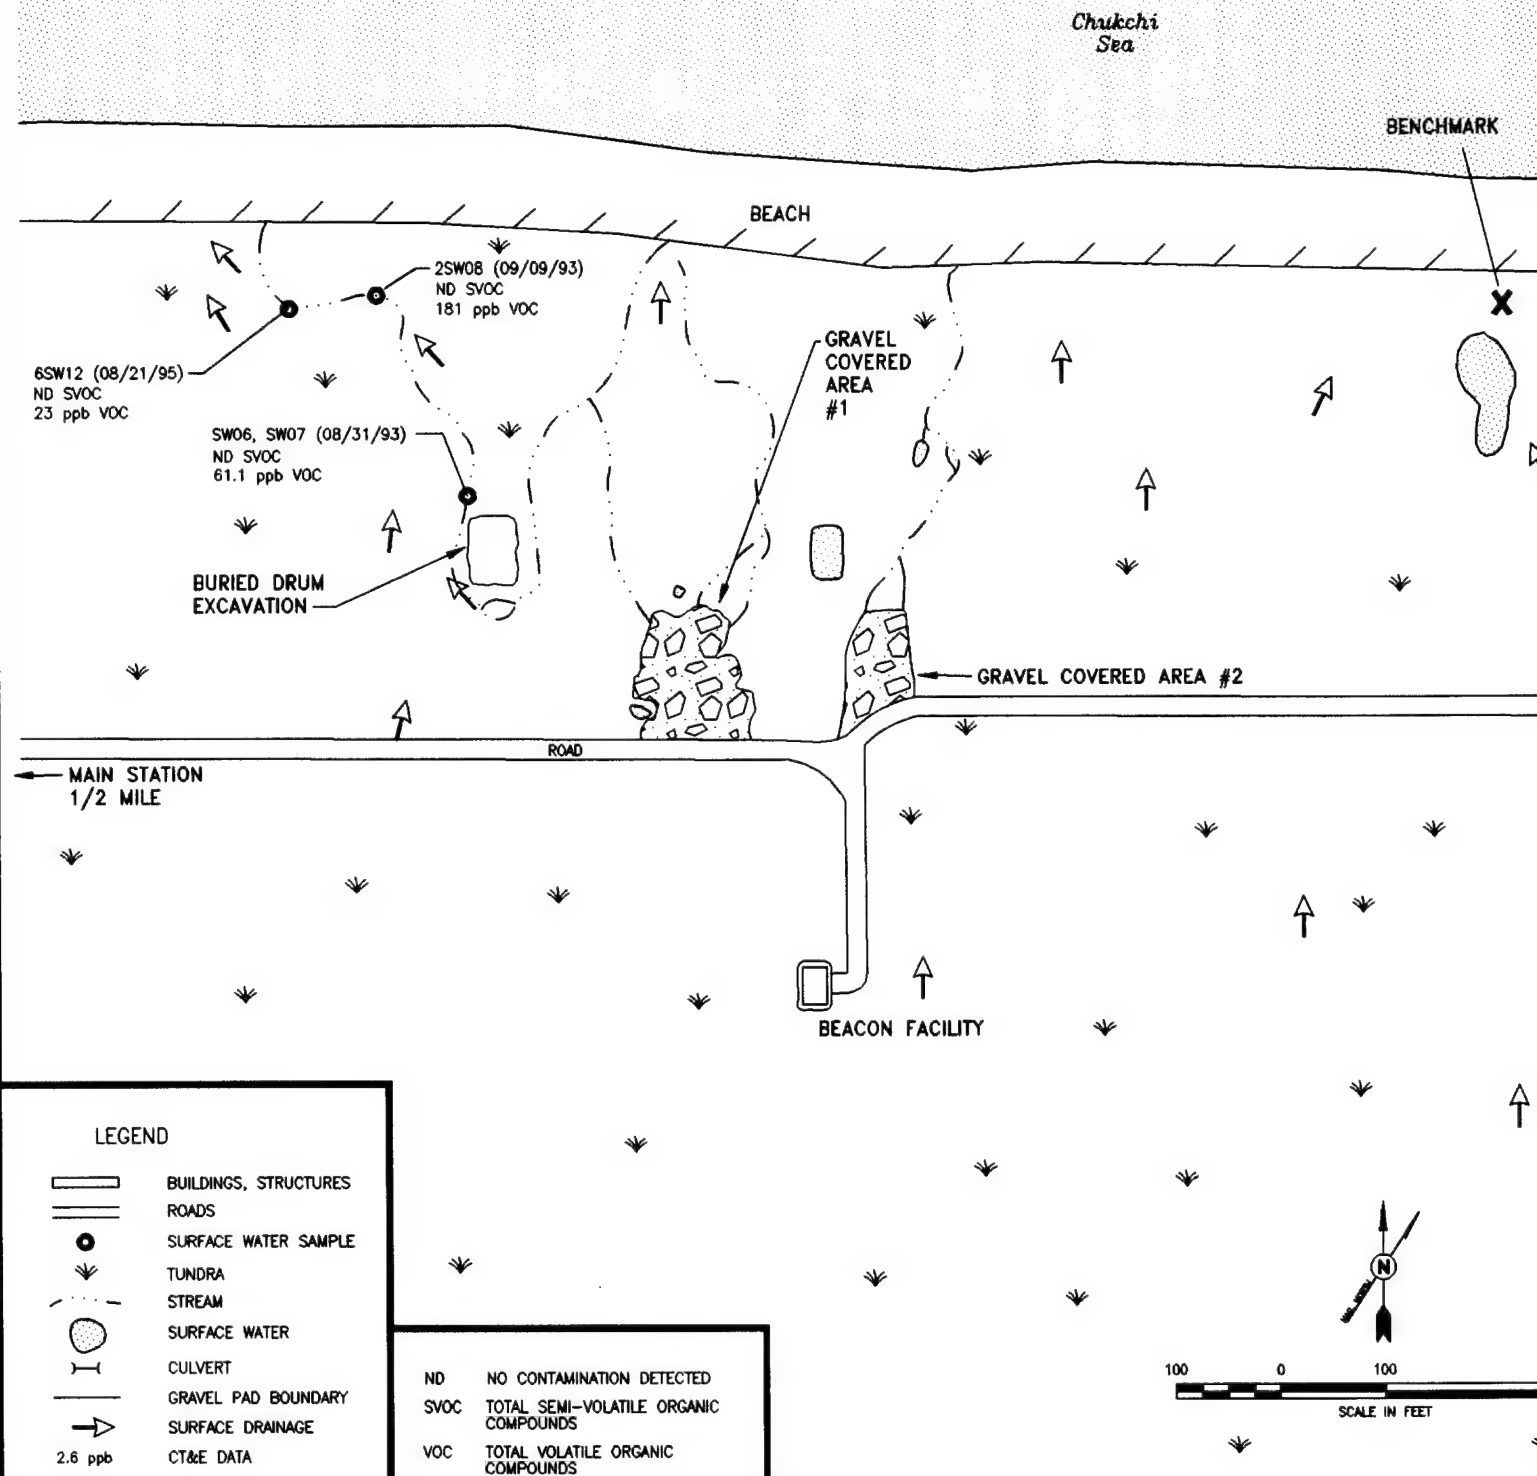 Chukchi
Sea
BENCHMARK
BEACH
2SW08 (09/09/93)
ND SVOC
181 ppb VOC
GRAVEL
COVERED
AREA
#1
6SW12 (08/21/95)
ND SVOC
23 ppb VOC
SW06, SW07 (08/31/93)
ND SVOC
61.1 ppb VOC
BURIED DRUM
EXCAVATION
GRAVEL COVERED AREA #2
ROAD
MAIN STATION
1/2 MILE
BEACON FACILITY
LEGEND
BUILDINGS, STRUCTURES
ROADS
SURFACE WATER SAMPLE
TUNDRA
STREAM
SURFACE WATER
CULVERT
GRAVEL PAD BOUNDARY
SURFACE DRAINAGE
2.6 ppb CT&E DATA
ND NO CONTAMINATION DETECTED
SVOC TOTAL SEMI-VOLATILE ORGANIC
COMPOUNDS
VOC TOTAL VOLATILE ORGANIC
COMPOUNDS
N
100 0 100
SCALE IN FEET